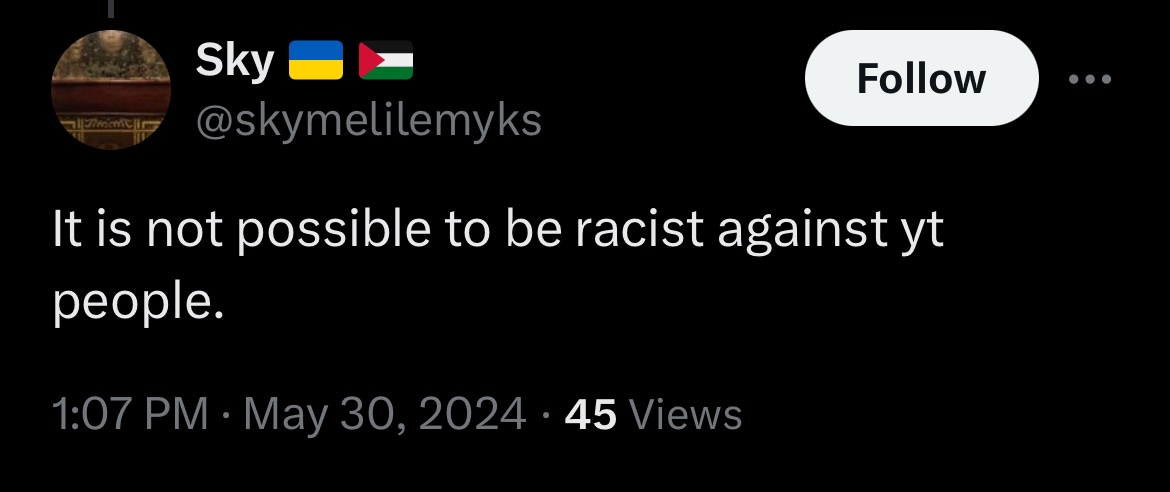 Sky 🇺🇦 🇵🇸
Follow
@skymelilemyks
It is not possible to be racist against yt
people.
1:07 PM · May 30, 2024 · 45 Views